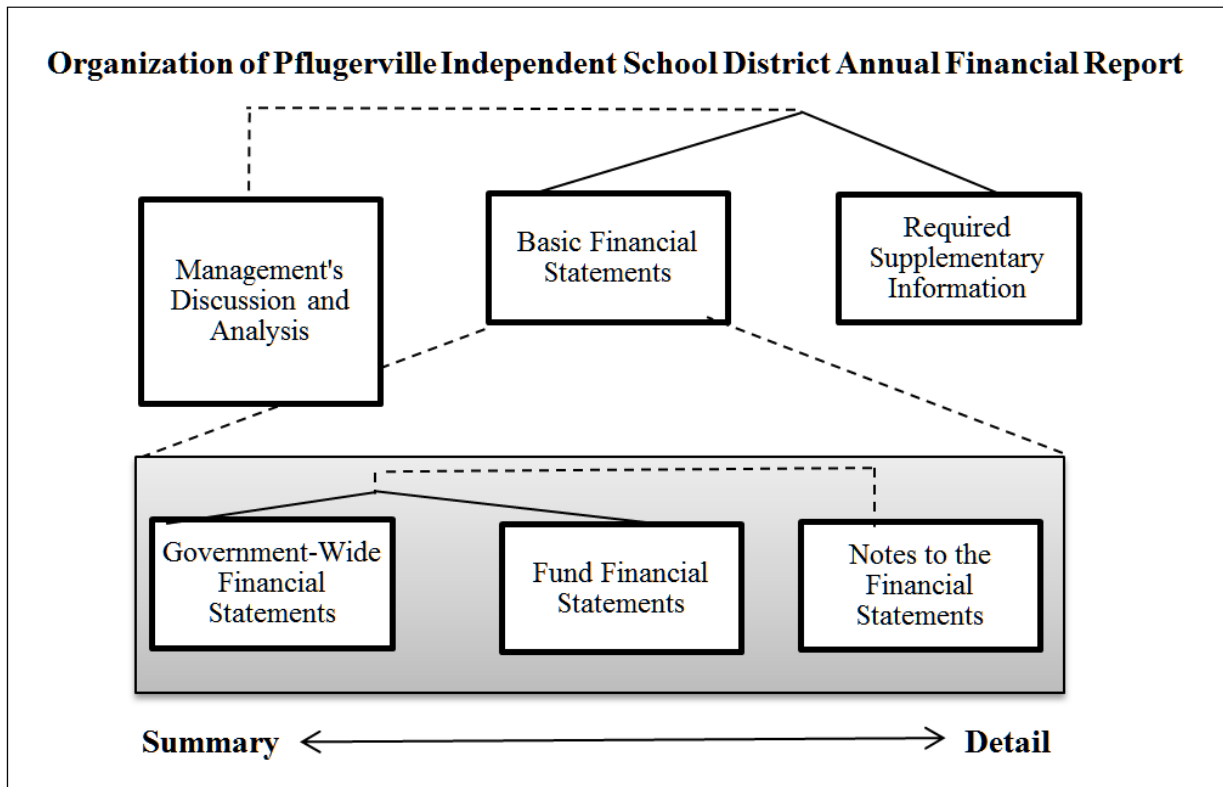 Organization of Pflugerville Independent School District Annual Financial Report
Management's
Discussion and
Analysis
Basic Financial
Statements
Required
Supplementary
Information
Government-Wide
Financial
Statements
Fund Financial
Statements
Notes to the
Financial
Statements
Summary
Detail